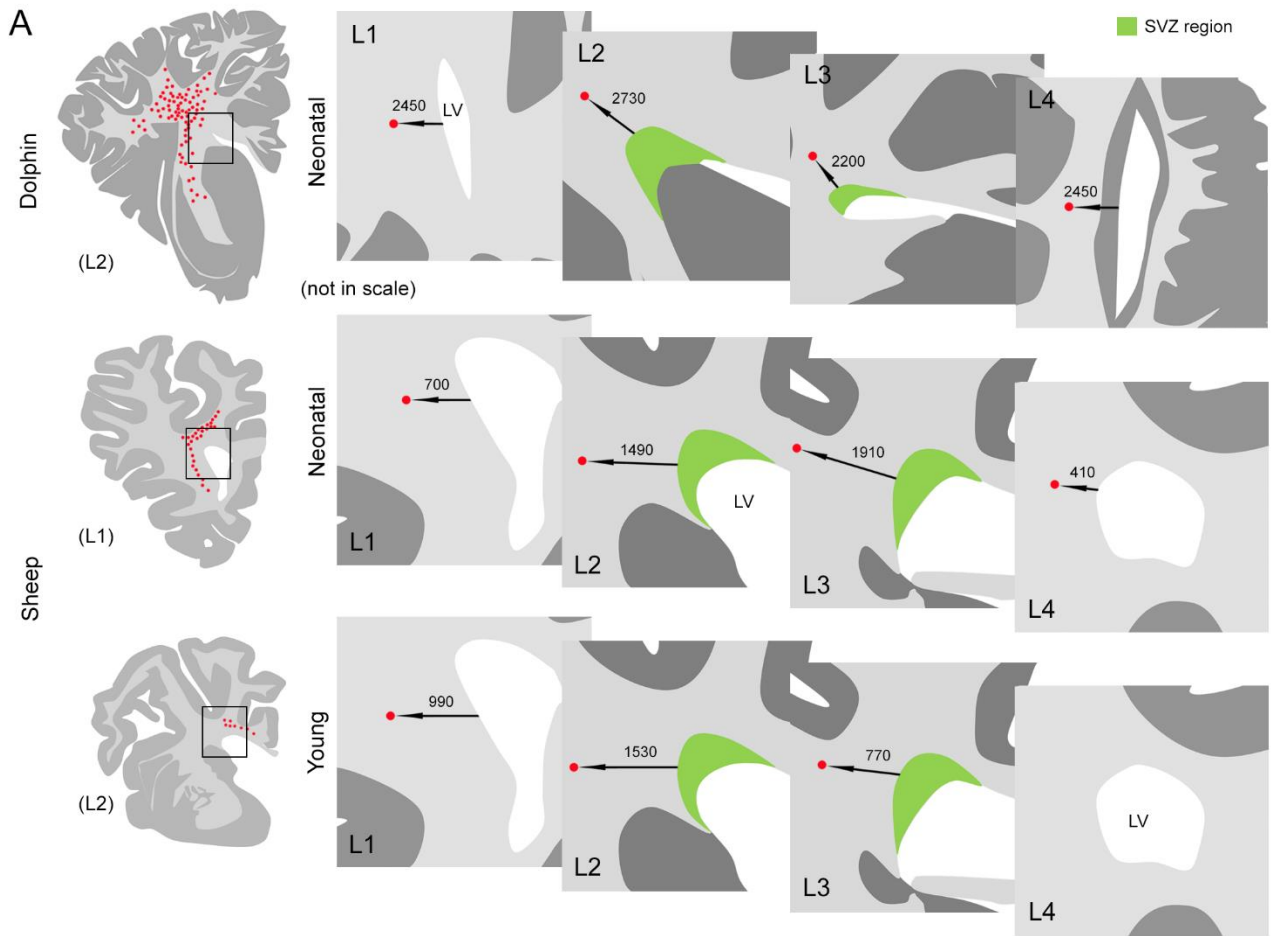 A
SVZ region
Dolphin
(L2)
Neonatal
L1
2450
LV
L2
2730
L3
2200
L4
2450
(not in scale)
Sheep
(L1)
Neonatal
700
L1
1490
LV
L2
1910
L3
410
L4
(L2)
Young
990
L1
1530
L2
770
L3
LV
L4